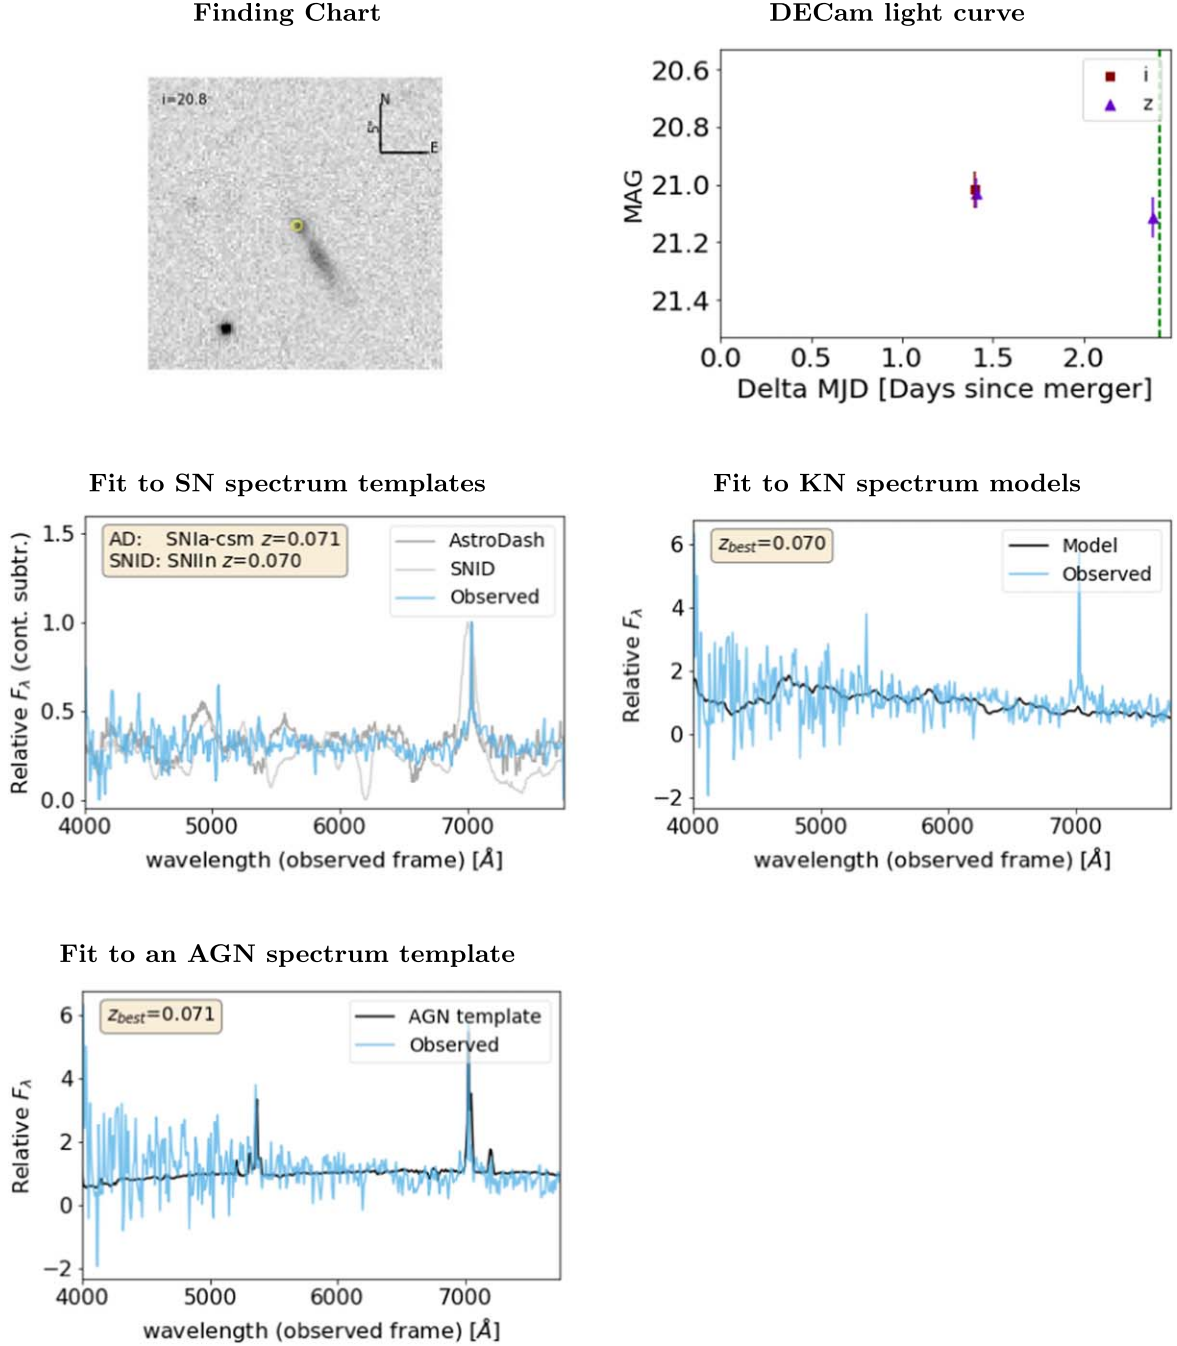 Finding Chart
i=20.8
N
5"
E
DECam light curve
i
z
20.6
20.8
21.0
21.2
21.4
MAG
0.0 0.5 1.0 1.5 2.0
Delta MJD [Days since merger]
Fit to SN spectrum templates
AD: SNIa-csm z=0.071
SNID: SNIIn z=0.070
AstroDash
SNID
Observed
1.5
1.0
0.5
0.0
Relative Fλ (cont. subtr.)
4000 5000 6000 7000
wavelength (observed frame) [Å]
Fit to KN spectrum models
zbest=0.070
Model
Observed
6
4
2
0
−2
Relative Fλ
4000 5000 6000 7000
wavelength (observed frame) [Å]
Fit to an AGN spectrum template
zbest=0.071
AGN template
Observed
6
4
2
0
−2
Relative Fλ
4000 5000 6000 7000
wavelength (observed frame) [Å]